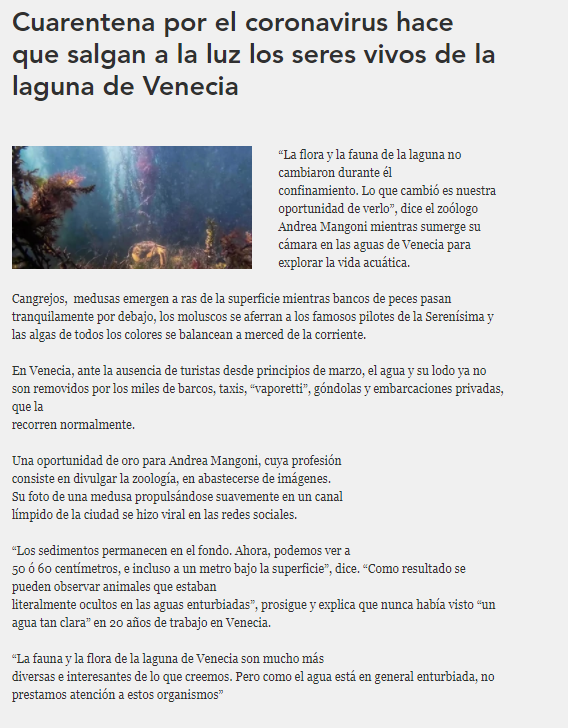 Cuarentena por el coronavirus hace
que salgan a la luz los seres vivos de la
laguna de Venecia
“La flora y la fauna de la laguna no
cambiaron durante él
confinamiento. Lo que cambió es nuestra
oportunidad de verlo”, dice el zoólogo
Andrea Mangoni mientras sumerge su
cámara en las aguas de Venecia para
explorar la vida acuática.
Cangrejos, medusas emergen a ras de la superficie mientras bancos de peces pasan
tranquilamente por debajo, los moluscos se aferran a los famosos pilotes de la Serenísima y
las algas de todos los colores se balancean a merced de la corriente.
En Venecia, ante la ausencia de turistas desde principios de marzo, el agua y su lodo ya no
son removidos por los miles de barcos, taxis, “vaporetti”, góndolas y embarcaciones privadas,
que la
recorren normalmente.
Una oportunidad de oro para Andrea Mangoni, cuya profesión
consiste en divulgar la zoología, en abastecerse de imágenes.
Su foto de una medusa propulsándose suavemente en un canal
límpido de la ciudad se hizo viral en las redes sociales.
“Los sedimentos permanecen en el fondo. Ahora, podemos ver a
50 ó 60 centímetros, e incluso a un metro bajo la superficie”, dice. “Como resultado se
pueden observar animales que estaban
literalmente ocultos en las aguas enturbiadas”, prosigue y explica que nunca había visto “un
agua tan clara” en 20 años de trabajo en Venecia.
“La fauna y la flora de la laguna de Venecia son mucho más
diversas e interesantes de lo que creemos. Pero como el agua está en general enturbiada, no
prestamos atención a estos organismos”